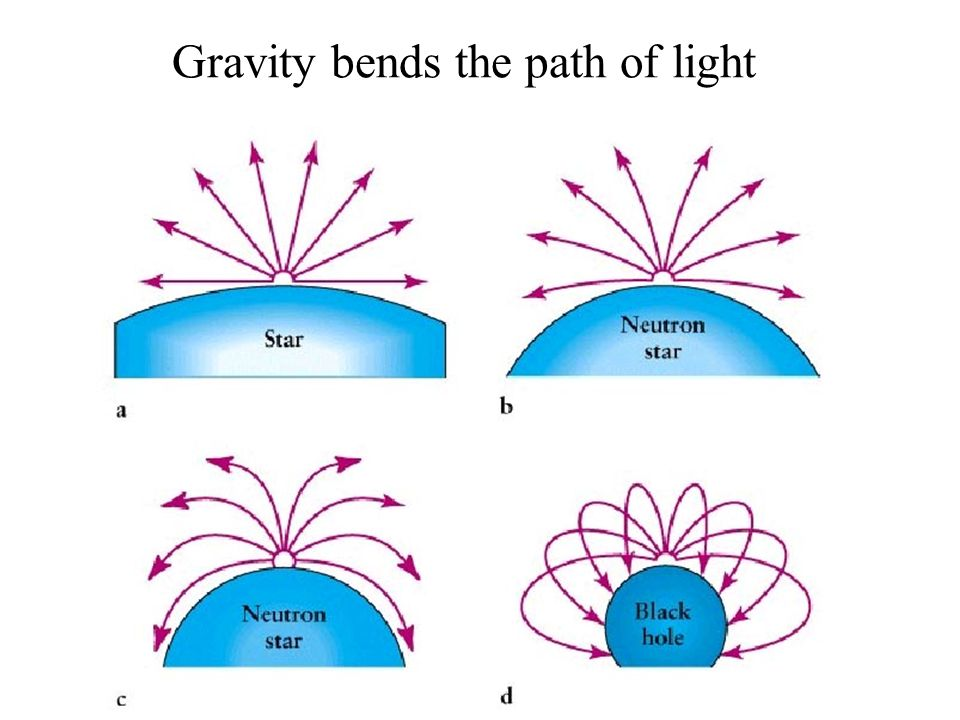 Gravity bends the path of light
Star
a
Neutron
star
b
Neutron
star
c
Black
hole
d